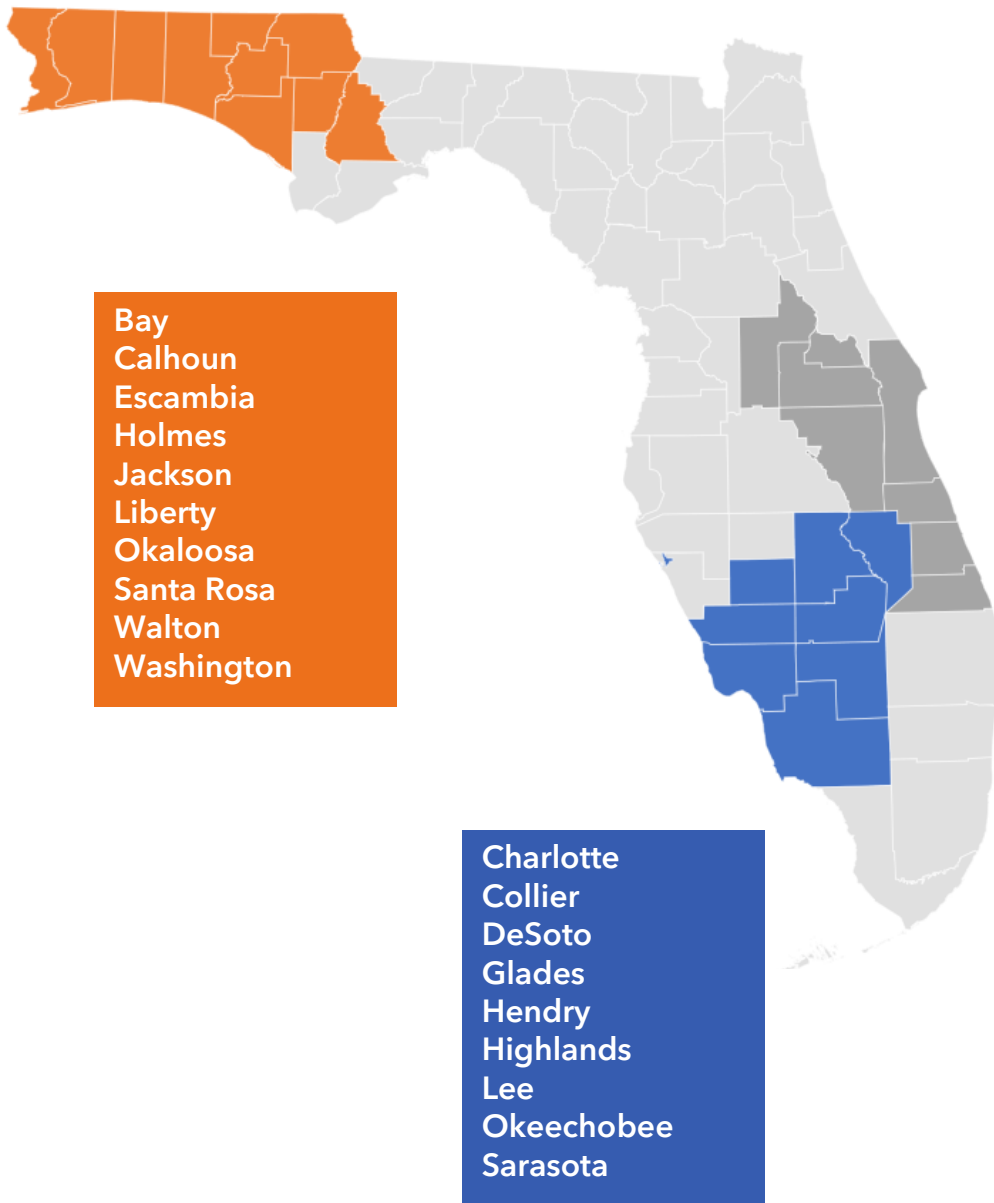 Bay
Calhoun
Escambia
Holmes
Jackson
Liberty
Okaloosa
Santa Rosa
Walton
Washington
Charlotte
Collier
DeSoto
Glades
Hendry
Highlands
Lee
Okeechobee
Sarasota